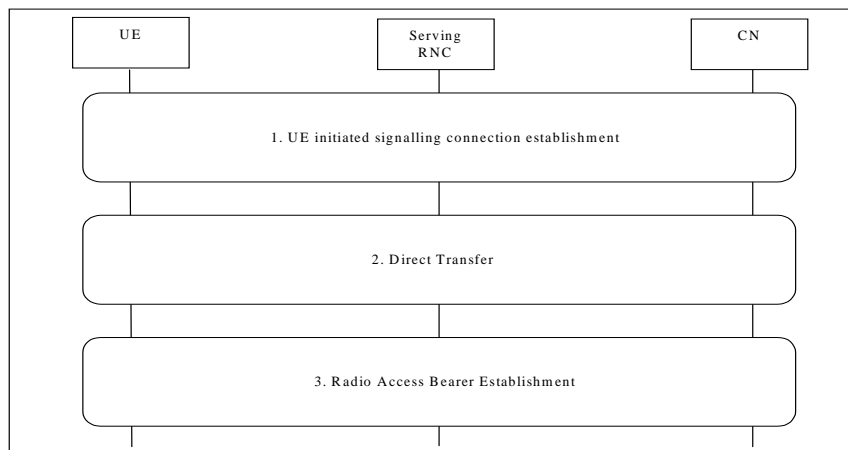 UE
Serving
RNC
CN
1. UE initiated signalling connection establishment
2. Direct Transfer
3. Radio Access Bearer Establishment